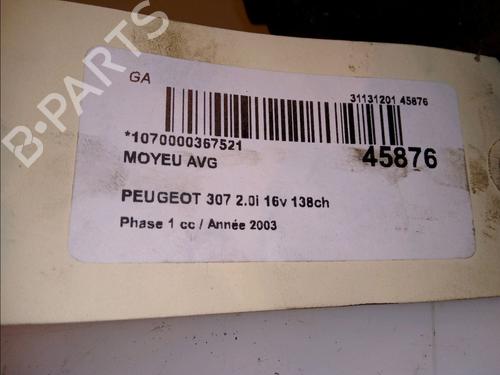 GA
31131201 45876
*1070000367521
45876
MOYEU AVG
PEUGEOT 307 2.0i 16v 138ch
Phase 1 cc / Année 2003
B-PARTS